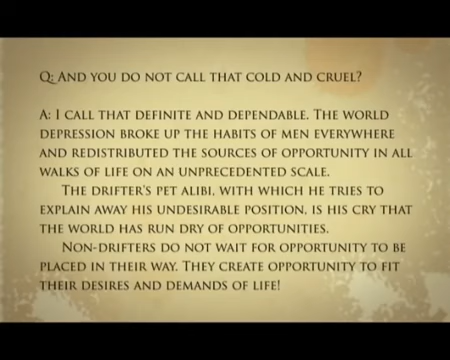 Q: And you do not call that cold and cruel?
A: I call that definite and dependable. The world
depression broke up the habits of men everywhere
and redistributed the sources of opportunity in all
walks of life on an unprecedented scale.
The drifter's pet alibi, with which he tries to
explain away his undesirable position, is his cry that
the world has run dry of opportunities.
Non-drifters do not wait for opportunity to be
placed in their way. They create opportunity to fit
their desires and demands of life!